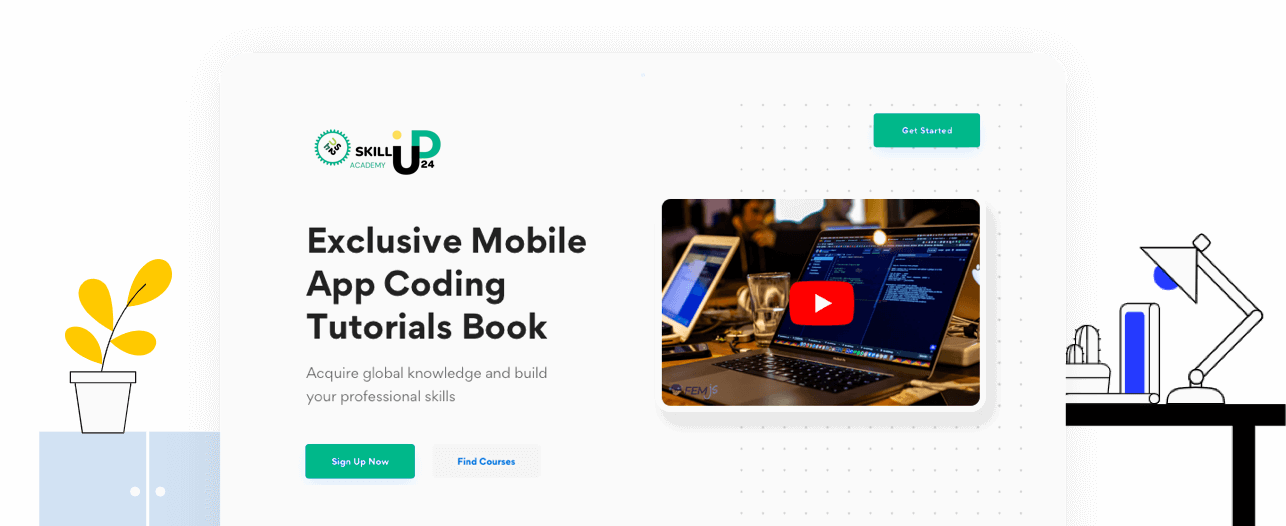 SKILL UP
ACADEMY 24
Get Started
Exclusive Mobile
App Coding
Tutorials Book
Acquire global knowledge and build
your professional skills
Sign Up Now
Find Courses
FEMjs